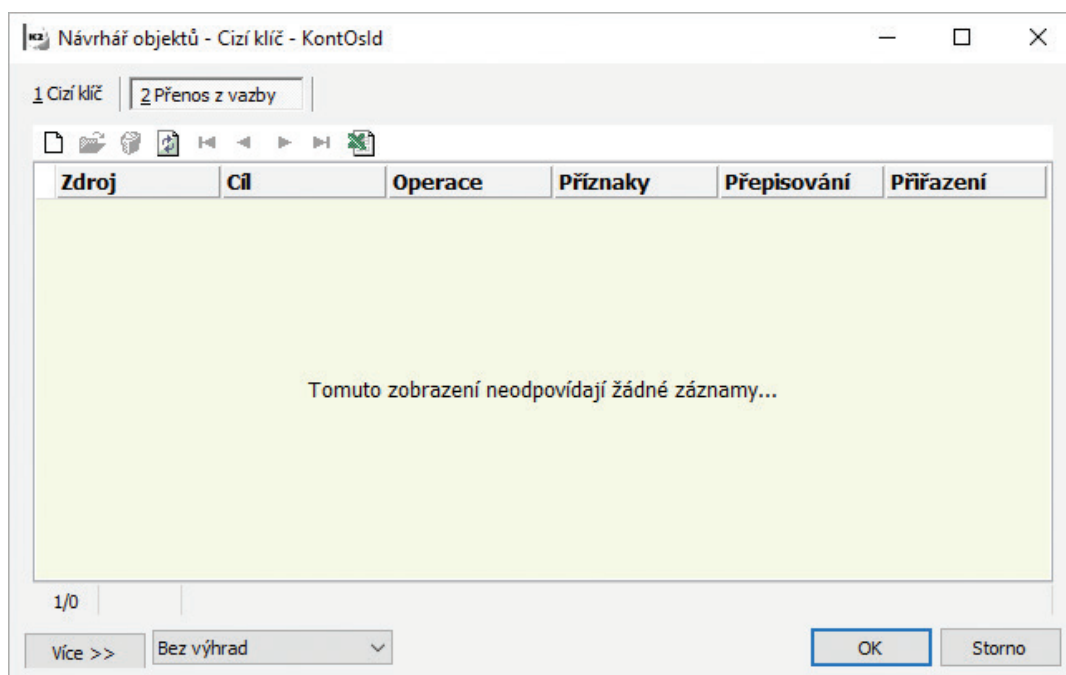 K2 Návrhář objektů - Cizí klíč - KontOsId
1 Cizí klíč 2 Přenos z vazby
Zdroj Cíl Operace Příznaky Přepisování Přiřazení
Tomuto zobrazení neodpovídají žádné záznamy...
1/0
Více >> Bez výhrad OK Storno